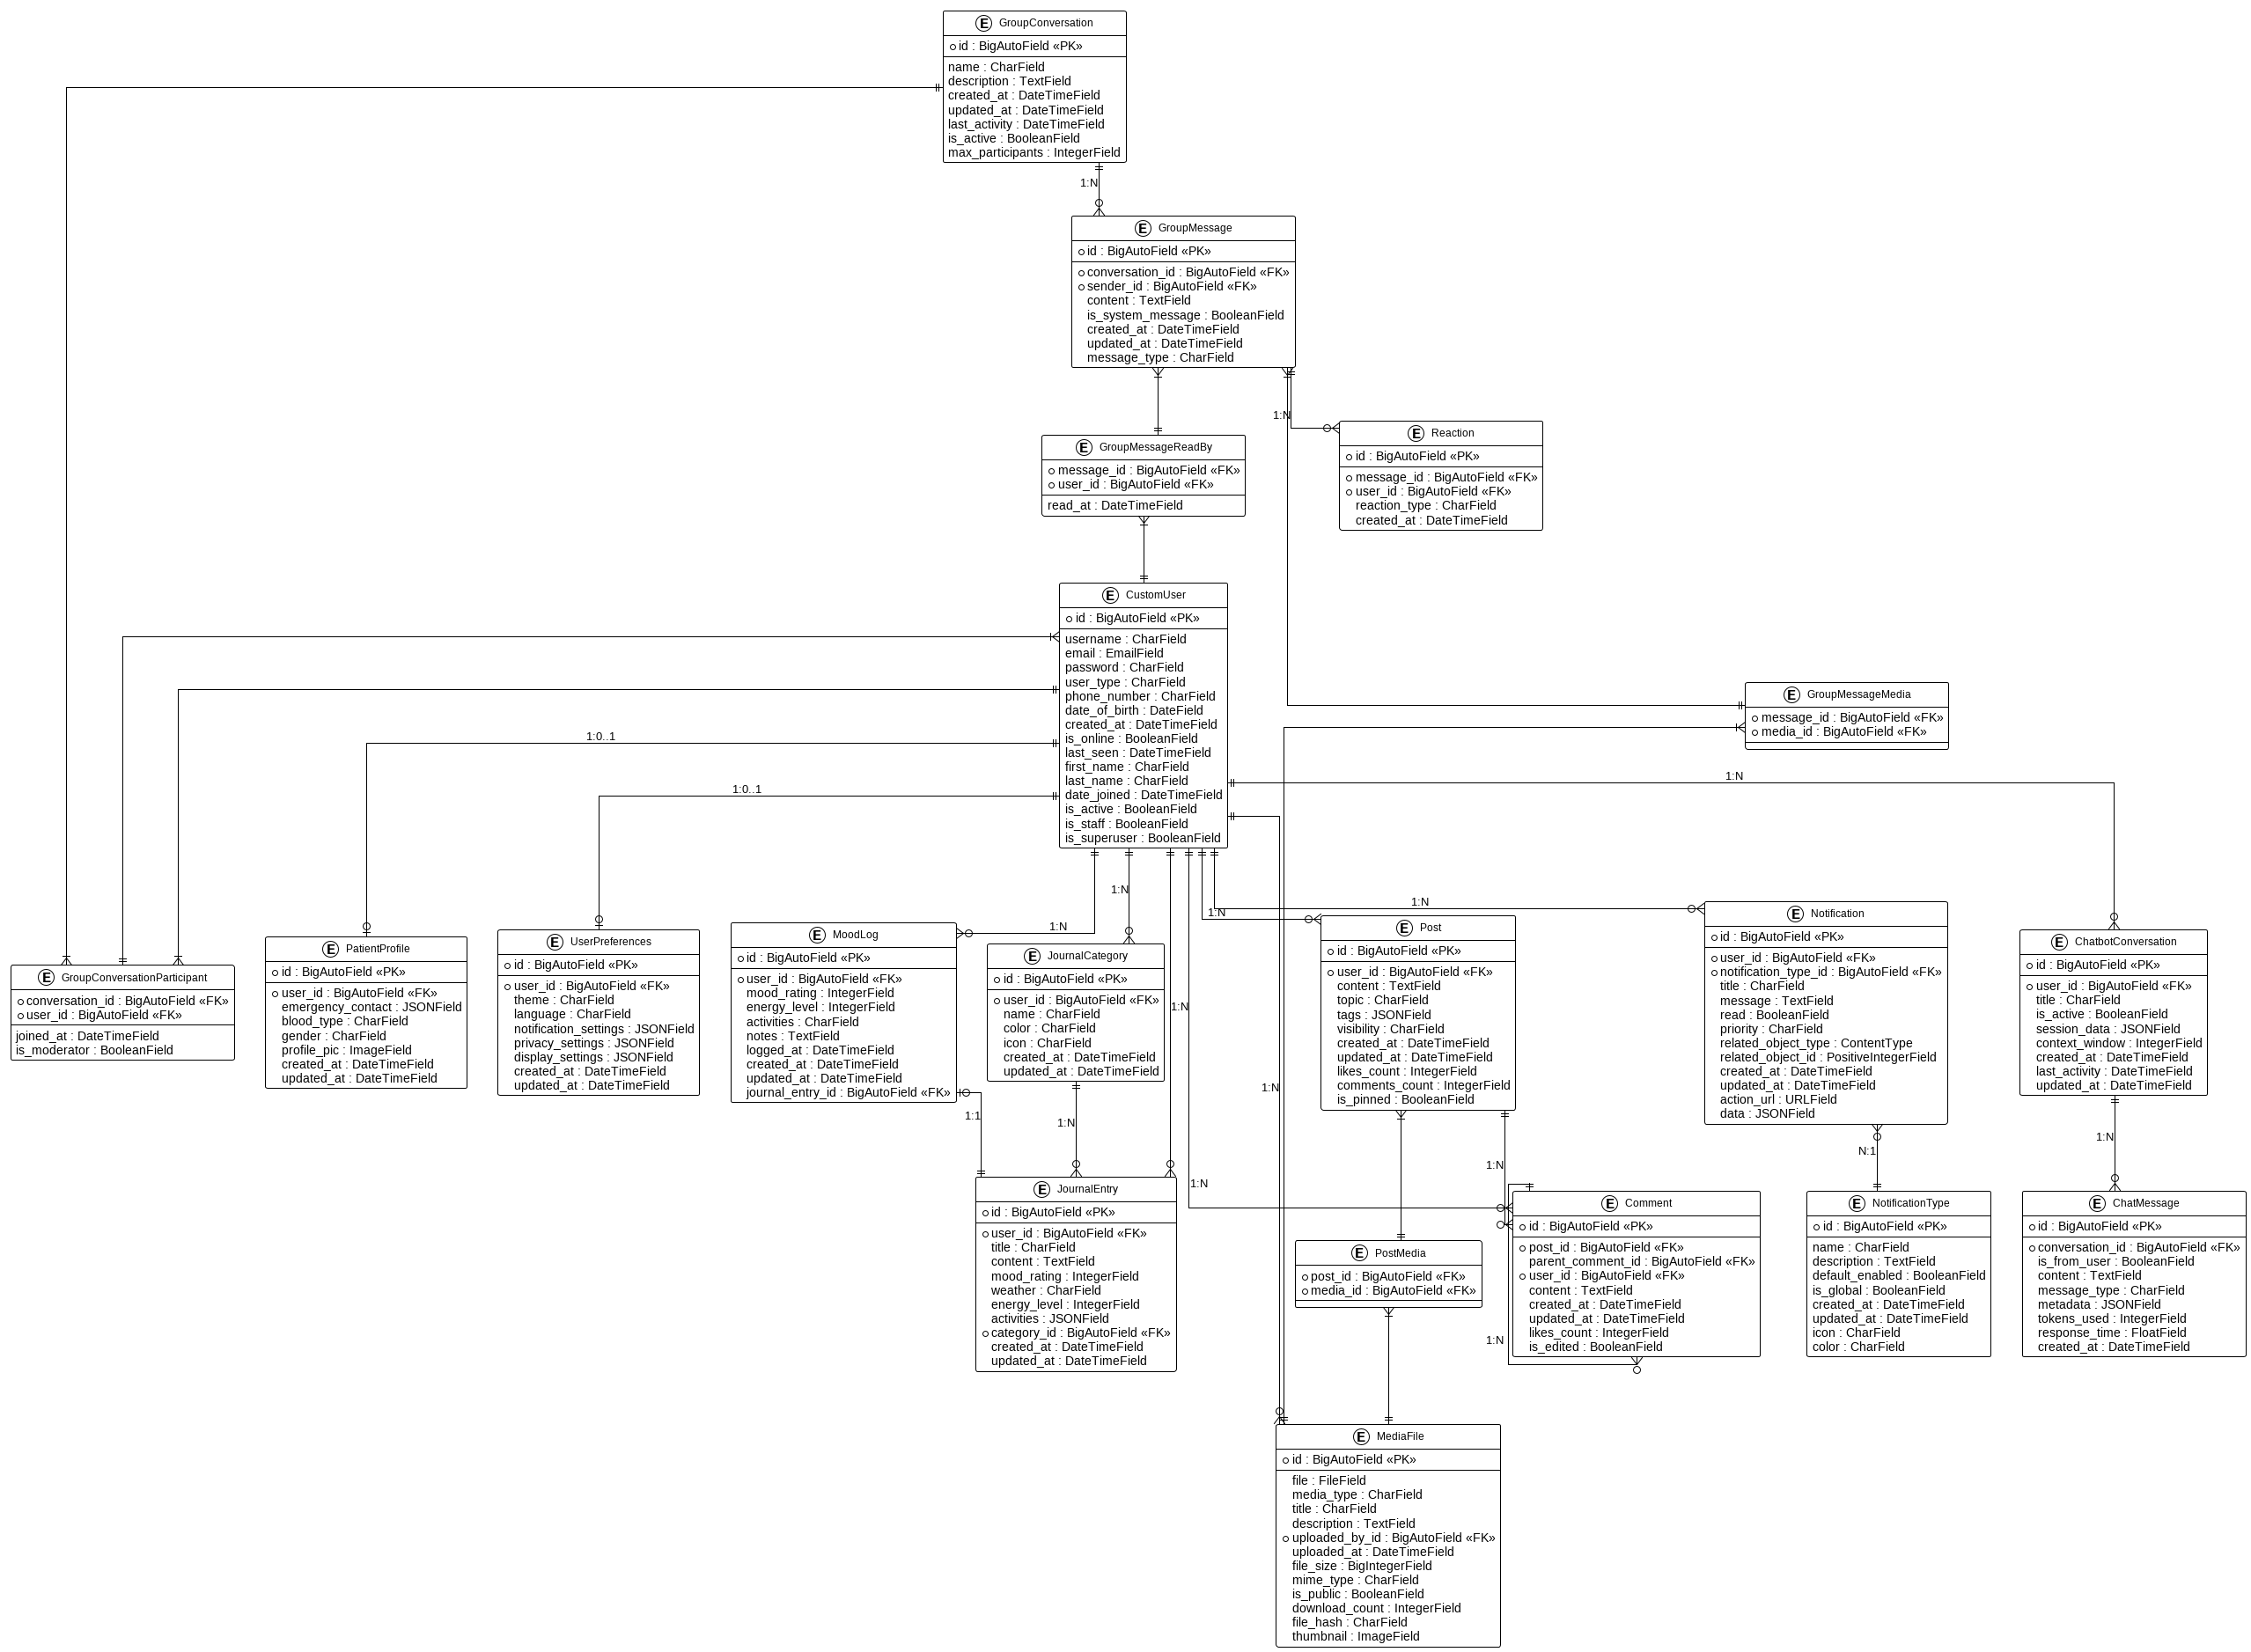 E GroupConversation
id : BigAutoField «PK»
name : CharField
description : TextField
created_at : DateTimeField
updated_at : DateTimeField
last_activity : DateTimeField
is_active : BooleanField
max_participants : IntegerField
1:N
E GroupMessage
id : BigAutoField «PK»
conversation_id : BigAutoField «FK»
sender_id : BigAutoField «FK»
content : TextField
is_system_message : BooleanField
created_at : DateTimeField
updated_at : DateTimeField
message_type : CharField
1:N
E GroupMessageReadBy
message_id : BigAutoField «FK»
user_id : BigAutoField «FK»
read_at : DateTimeField
E Reaction
id : BigAutoField «PK»
message_id : BigAutoField «FK»
user_id : BigAutoField «FK»
reaction_type : CharField
created_at : DateTimeField
E CustomUser
id : BigAutoField «PK»
username : CharField
email : EmailField
password : CharField
user_type : CharField
phone_number : CharField
date_of_birth : DateField
created_at : DateTimeField
is_online : BooleanField
last_seen : DateTimeField
first_name : CharField
last_name : CharField
date_joined : DateTimeField
is_active : BooleanField
is_staff : BooleanField
is_superuser : BooleanField
E GroupMessageMedia
message_id : BigAutoField «FK»
media_id : BigAutoField «FK»
1:0..1
1:0..1
1:N
1:N
1:N
1:N
1:N
1:N
1:N
1:N
E GroupConversationParticipant
conversation_id : BigAutoField «FK»
user_id : BigAutoField «FK»
joined_at : DateTimeField
is_moderator : BooleanField
E PatientProfile
id : BigAutoField «PK»
user_id : BigAutoField «FK»
emergency_contact : JSONField
blood_type : CharField
gender : CharField
profile_pic : ImageField
created_at : DateTimeField
updated_at : DateTimeField
E UserPreferences
id : BigAutoField «PK»
user_id : BigAutoField «FK»
theme : CharField
language : CharField
notification_settings : JSONField
privacy_settings : JSONField
display_settings : JSONField
created_at : DateTimeField
updated_at : DateTimeField
E MoodLog
id : BigAutoField «PK»
user_id : BigAutoField «FK»
mood_rating : IntegerField
energy_level : IntegerField
activities : CharField
notes : TextField
logged_at : DateTimeField
created_at : DateTimeField
updated_at : DateTimeField
journal_entry_id : BigAutoField «FK»
E JournalCategory
id : BigAutoField «PK»
user_id : BigAutoField «FK»
name : CharField
color : CharField
icon : CharField
created_at : DateTimeField
updated_at : DateTimeField
E Post
id : BigAutoField «PK»
user_id : BigAutoField «FK»
content : TextField
topic : CharField
tags : JSONField
visibility : CharField
created_at : DateTimeField
updated_at : DateTimeField
likes_count : IntegerField
comments_count : IntegerField
is_pinned : BooleanField
E Notification
id : BigAutoField «PK»
user_id : BigAutoField «FK»
notification_type_id : BigAutoField «FK»
title : CharField
message : TextField
read : BooleanField
priority : CharField
related_object_type : ContentType
related_object_id : PositiveIntegerField
created_at : DateTimeField
updated_at : DateTimeField
action_url : URLField
data : JSONField
E ChatbotConversation
id : BigAutoField «PK»
user_id : BigAutoField «FK»
title : CharField
is_active : BooleanField
session_data : JSONField
context_window : IntegerField
created_at : DateTimeField
last_activity : DateTimeField
updated_at : DateTimeField
1:1
1:N
1:N
N:1
1:N
E JournalEntry
id : BigAutoField «PK»
user_id : BigAutoField «FK»
title : CharField
content : TextField
mood_rating : IntegerField
weather : CharField
energy_level : IntegerField
activities : JSONField
category_id : BigAutoField «FK»
created_at : DateTimeField
updated_at : DateTimeField
E PostMedia
post_id : BigAutoField «FK»
media_id : BigAutoField «FK»
E Comment
id : BigAutoField «PK»
post_id : BigAutoField «FK»
parent_comment_id : BigAutoField «FK»
user_id : BigAutoField «FK»
content : TextField
created_at : DateTimeField
updated_at : DateTimeField
likes_count : IntegerField
is_edited : BooleanField
1:N
E NotificationType
id : BigAutoField «PK»
name : CharField
description : TextField
default_enabled : BooleanField
is_global : BooleanField
created_at : DateTimeField
updated_at : DateTimeField
icon : CharField
color : CharField
E ChatMessage
id : BigAutoField «PK»
conversation_id : BigAutoField «FK»
is_from_user : BooleanField
content : TextField
message_type : CharField
metadata : JSONField
tokens_used : IntegerField
response_time : FloatField
created_at : DateTimeField
E MediaFile
id : BigAutoField «PK»
file : FileField
media_type : CharField
title : CharField
description : TextField
uploaded_by_id : BigAutoField «FK»
uploaded_at : DateTimeField
file_size : BigIntegerField
mime_type : CharField
is_public : BooleanField
download_count : IntegerField
file_hash : CharField
thumbnail : ImageField